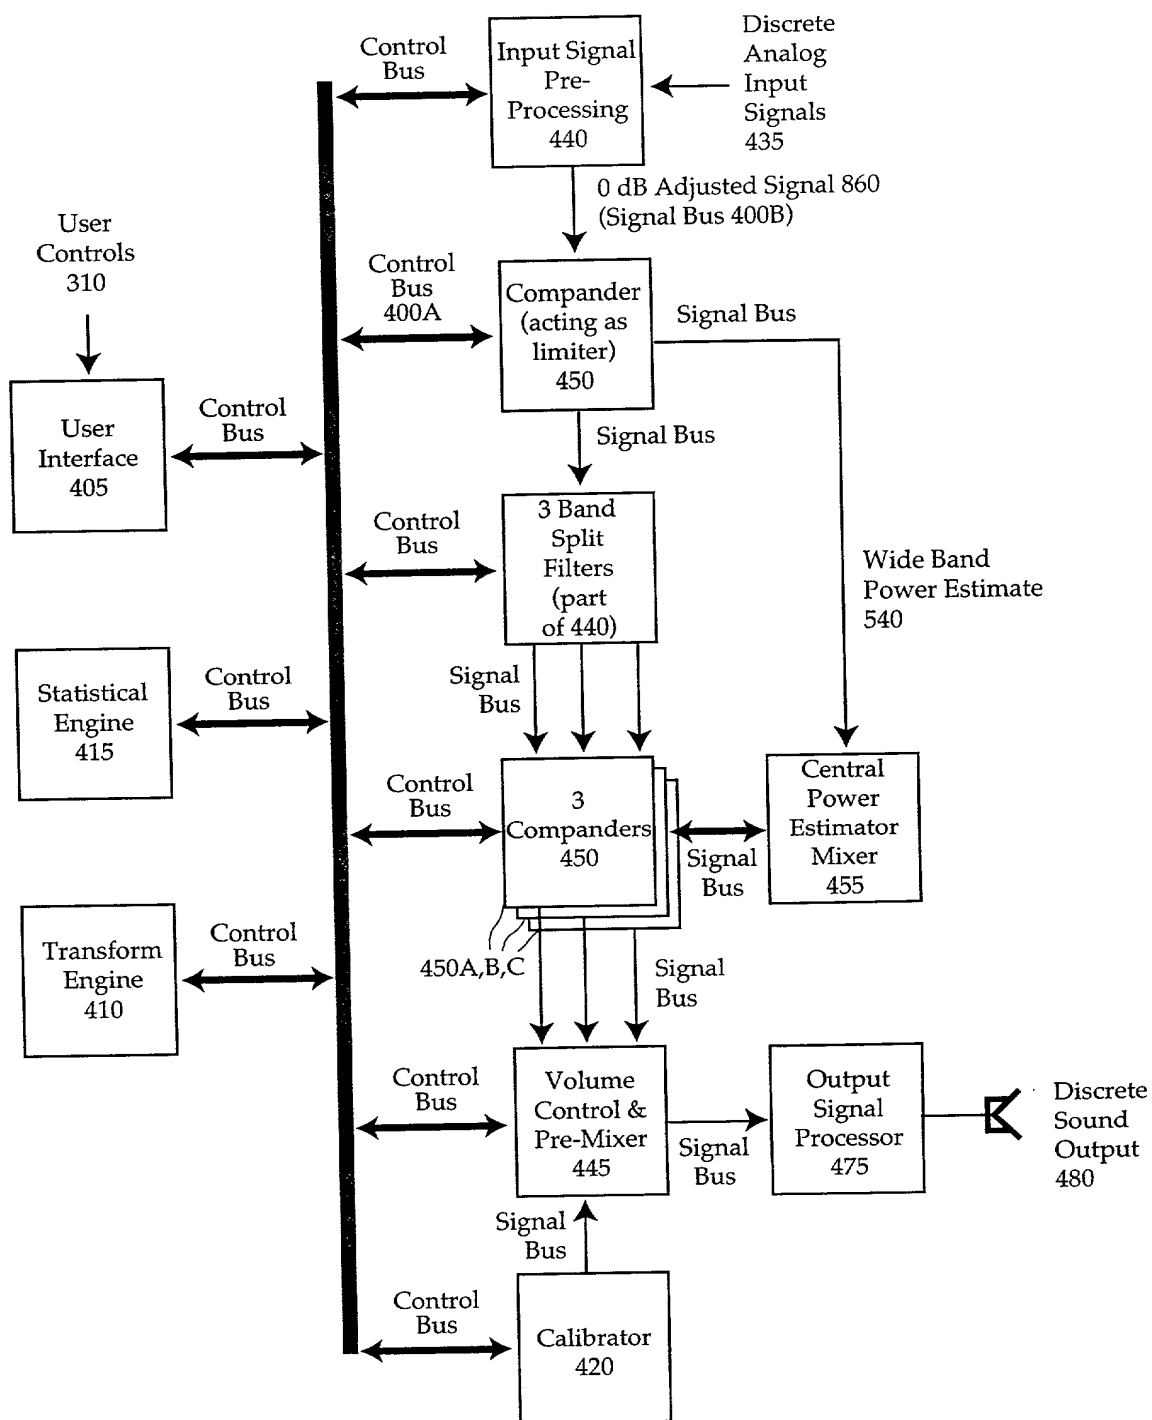 Control
Bus
Input Signal
Pre-
Processing
440
Discrete
Analog
Input
Signals
435
0 dB Adjusted Signal 860
(Signal Bus 400B)
User
Controls
310
Control
Bus
400A
Compander
(acting as
limiter)
450
Signal Bus
User
Interface
405
Control
Bus
Signal Bus
Control
Bus
3 Band
Split
Filters
(part
of 440)
Wide Band
Power Estimate
540
Statistical
Engine
415
Control
Bus
Signal
Bus
Control
Bus
3
Companders
450
Signal
Bus
Central
Power
Estimator
Mixer
455
Transform
Engine
410
Control
Bus
450A,B,C
Signal
Bus
Control
Bus
Volume
Control &
Pre-Mixer
445
Signal
Bus
Output
Signal
Processor
475
Discrete
Sound
Output
480
Signal
Bus
Control
Bus
Calibrator
420